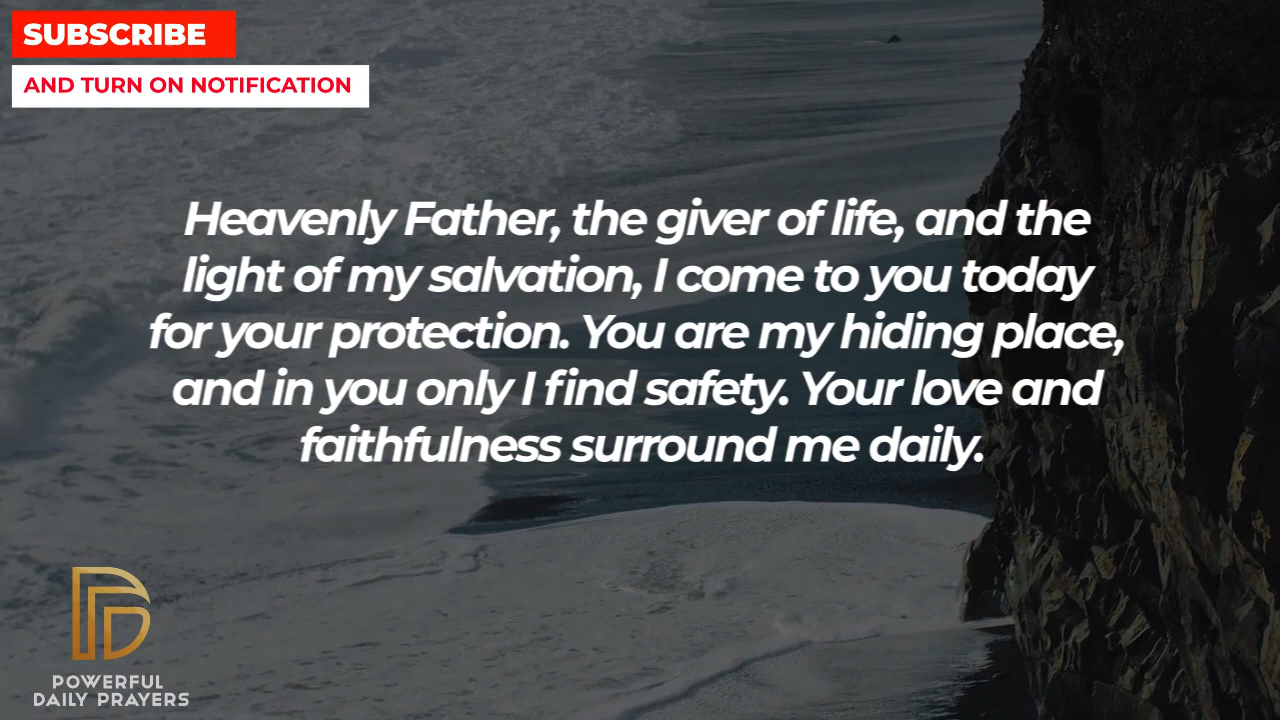 SUBSCRIBE
AND TURN ON NOTIFICATION
Heavenly Father, the giver of life, and the
light of my salvation, I come to you today
for your protection. You are my hiding place,
and in you only I find safety. Your love and
faithfulness surround me daily.
POWERFUL
DAILY PRAYERS